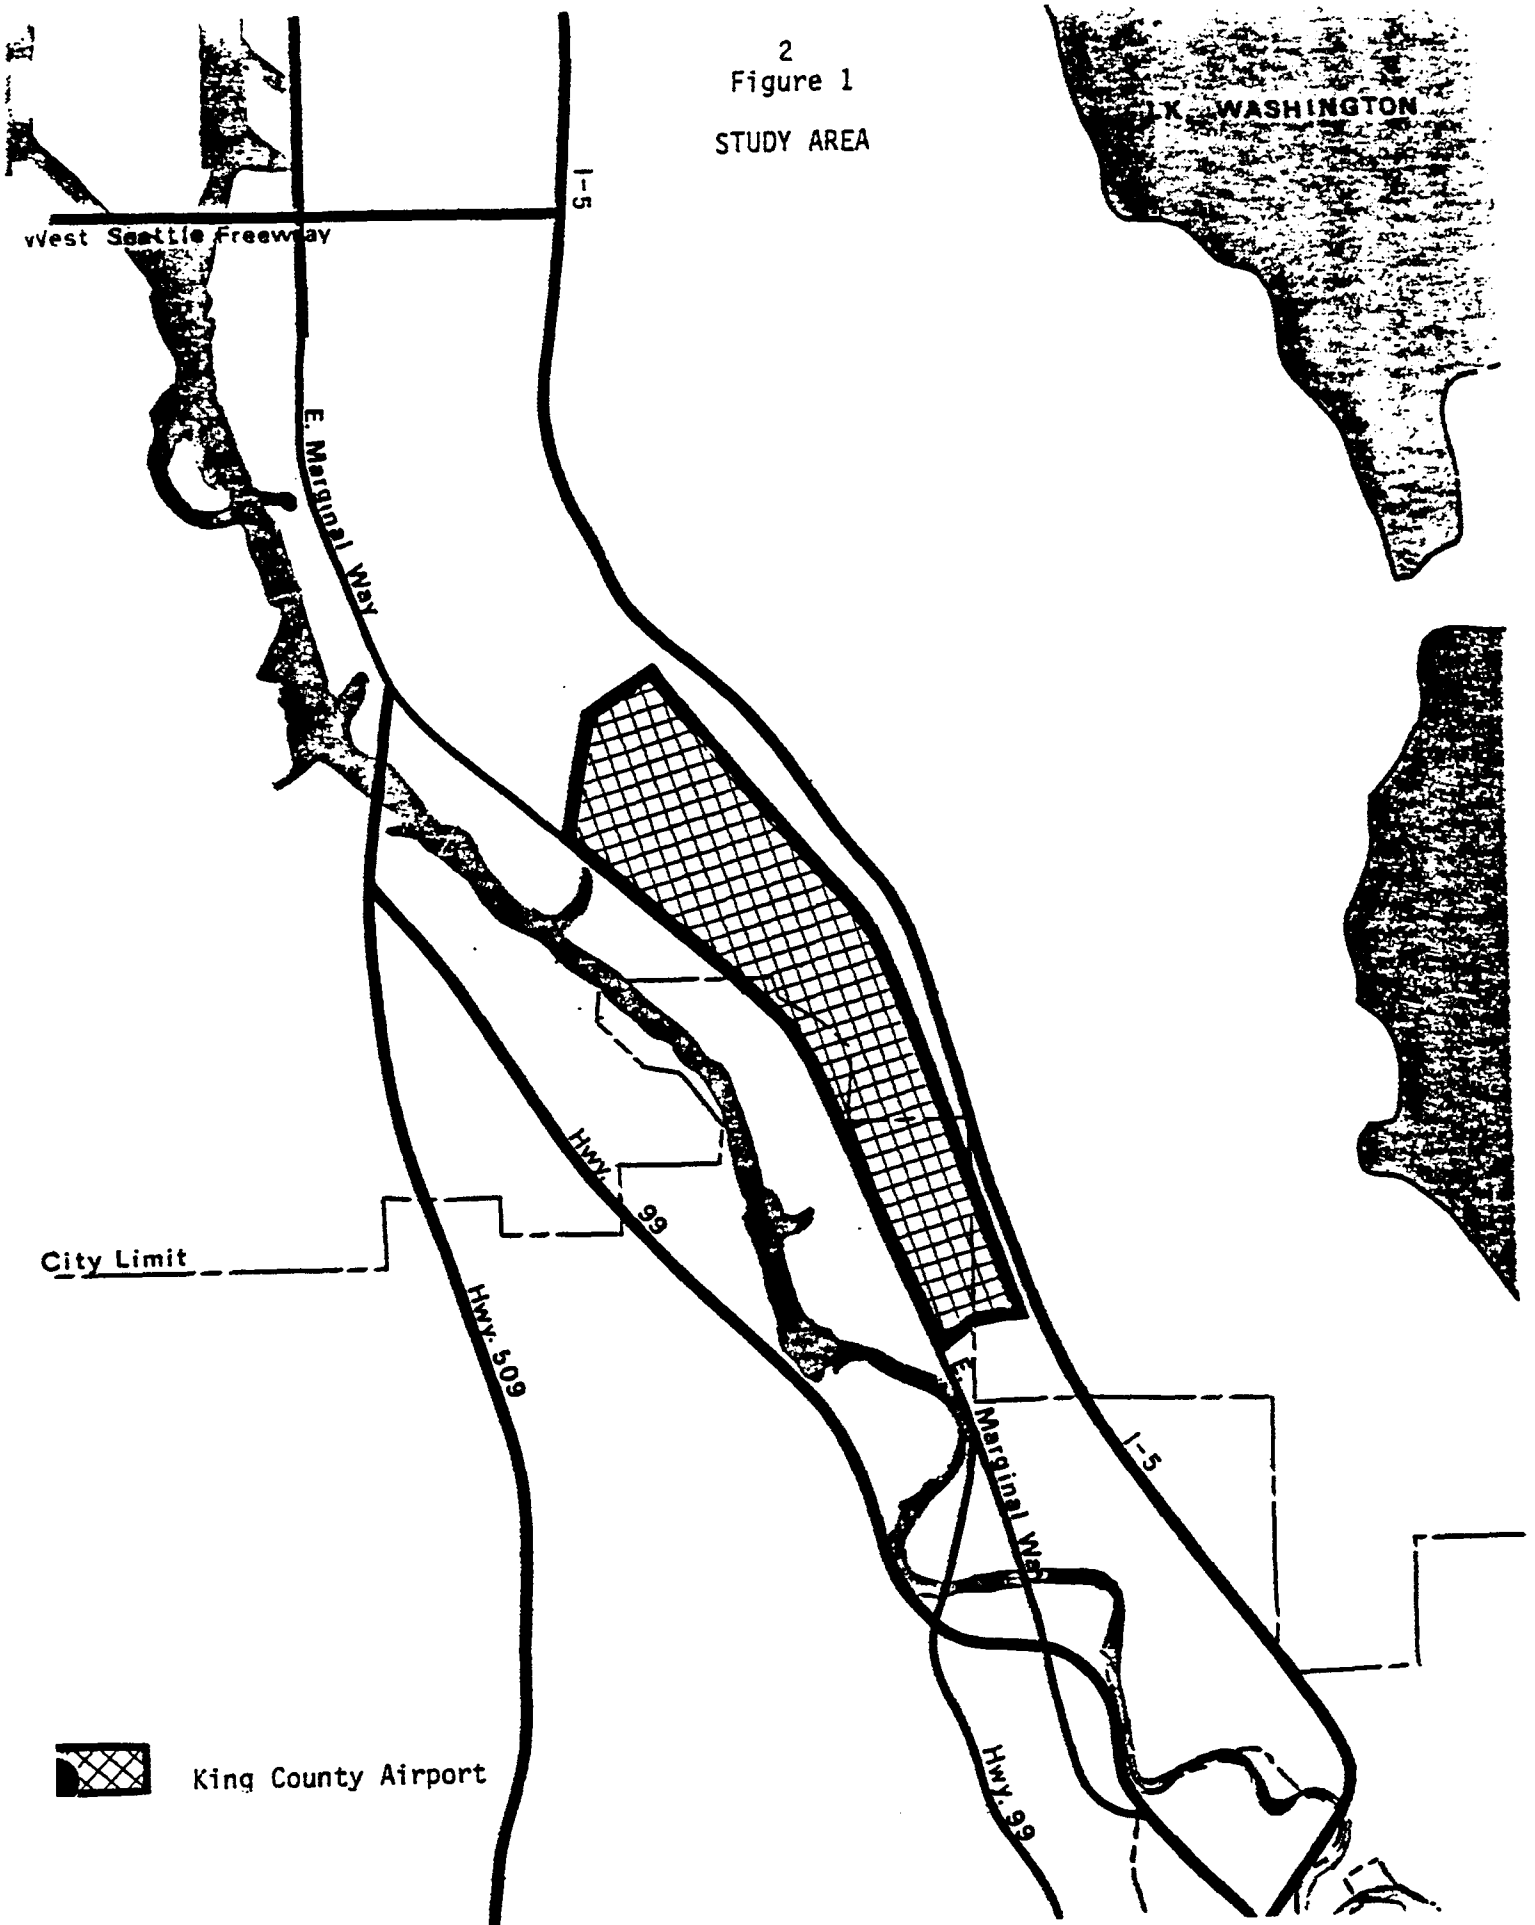 2
Figure 1
STUDY AREA
LK. WASHINGTON
I-5
West Seattle Freeway
E. Marginal Way
Hwy. 99
City Limit
Hwy. 509
E. Marginal Way
I-5
King County Airport
Hwy. 99